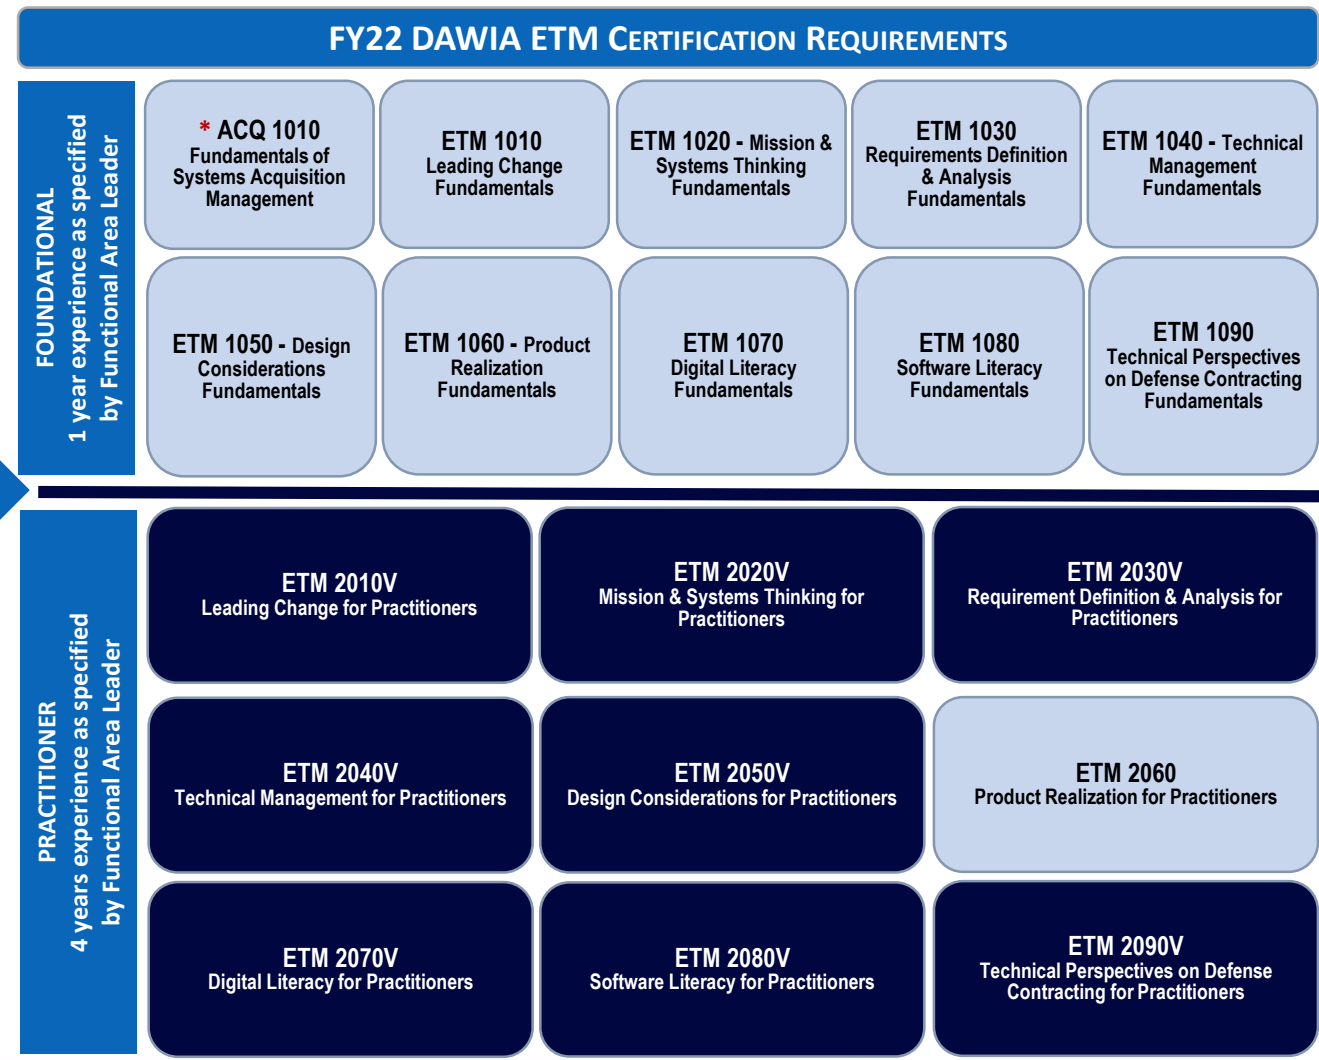 FY22 DAWIA ETM CERTIFICATION REQUIREMENTS
FOUNDATIONAL
1 year experience as specified
by Functional Area Leader
* ACQ 1010
Fundamentals of
Systems Acquisition
Management
ETM 1010
Leading Change
Fundamentals
ETM 1020 - Mission &
Systems Thinking
Fundamentals
ETM 1030
Requirements Definition
& Analysis
Fundamentals
ETM 1040 - Technical
Management
Fundamentals
ETM 1050 - Design
Considerations
Fundamentals
ETM 1060 - Product
Realization
Fundamentals
ETM 1070
Digital Literacy
Fundamentals
ETM 1080
Software Literacy
Fundamentals
ETM 1090
Technical Perspectives
on Defense Contracting
Fundamentals
PRACTITIONER
4 years experience as specified
by Functional Area Leader
ETM 2010V
Leading Change for Practitioners
ETM 2020V
Mission & Systems Thinking for
Practitioners
ETM 2030V
Requirement Definition & Analysis for
Practitioners
ETM 2040V
Technical Management for Practitioners
ETM 2050V
Design Considerations for Practitioners
ETM 2060
Product Realization for Practitioners
ETM 2070V
Digital Literacy for Practitioners
ETM 2080V
Software Literacy for Practitioners
ETM 2090V
Technical Perspectives on Defense
Contracting for Practitioners